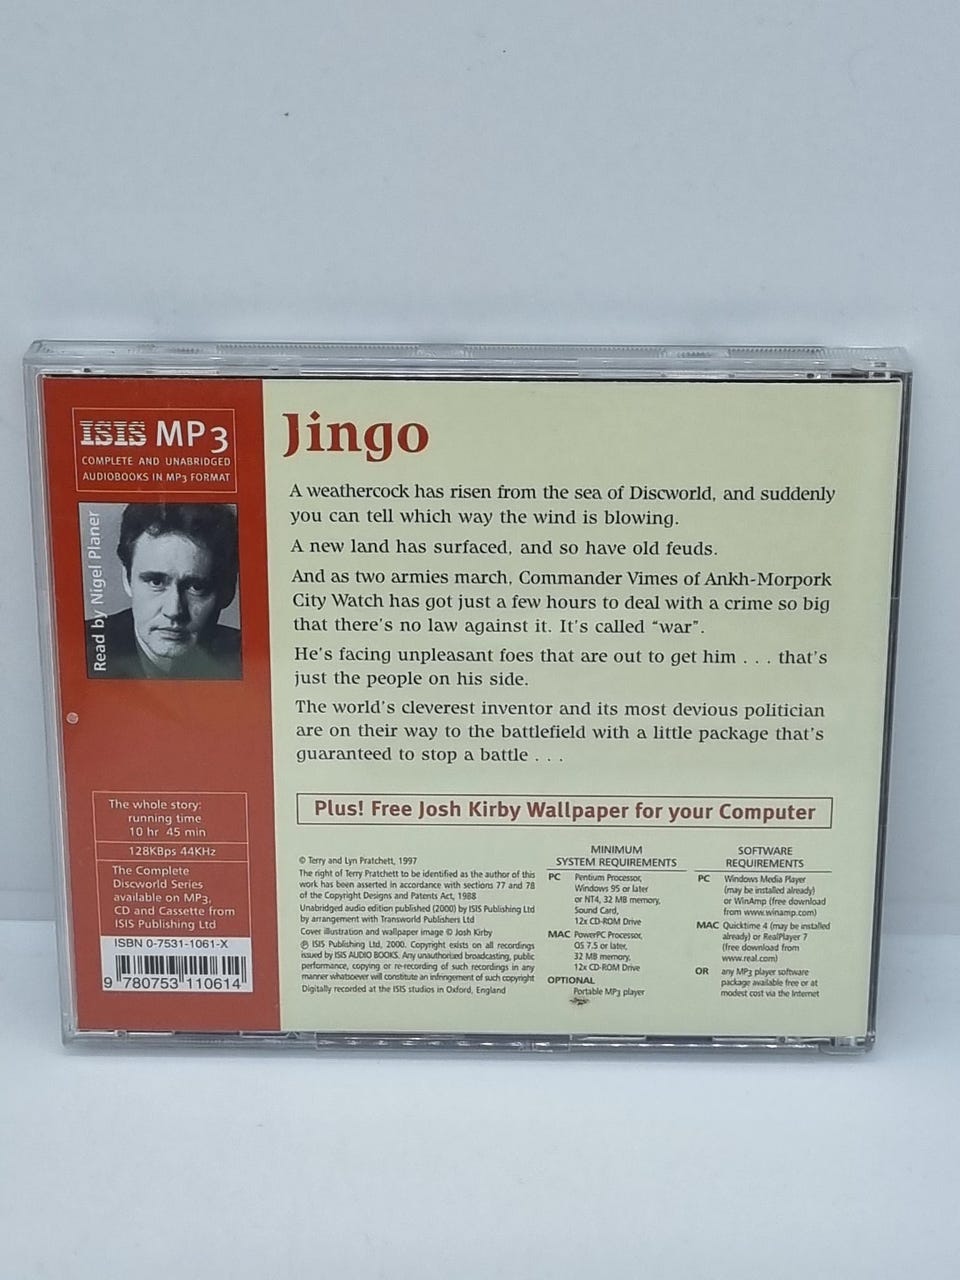 ISIS MP3
COMPLETE AND UNABRIDGED
AUDIOBOOKS IN MP3 FORMAT
Read by Nigel Planer
The whole story:
running time
10 hr 45 min
128KBps 44KHz
The Complete
Discworld Series
available on MP3,
CD and Cassette from
ISIS Publishing Ltd
ISBN 0-7531-1061-X
9 780753 110614
Jingo
A weathercock has risen from the sea of Discworld, and suddenly
you can tell which way the wind is blowing.
A new land has surfaced, and so have old feuds.
And as two armies march, Commander Vimes of Ankh-Morpork
City Watch has got just a few hours to deal with a crime so big
that there's no law against it. It's called “war”.
He's facing unpleasant foes that are out to get him . . . that's
just the people on his side.
The world's cleverest inventor and its most devious politician
are on their way to the battlefield with a little package that's
guaranteed to stop a battle . . .
Plus! Free Josh Kirby Wallpaper for your Computer
© Terry and Lyn Pratchett, 1997
The right of Terry Pratchett to be identified as the author of this
work has been asserted in accordance with sections 77 and 78
of the Copyright Designs and Patents Act, 1988
Unabridged audio edition published (2000) by ISIS Publishing Ltd
by arrangement with Transworld Publishers Ltd
Cover illustration and wallpaper image © Josh Kirby
℗ ISIS Publishing Ltd, 2000. Copyright exists on all recordings
issued by ISIS AUDIO BOOKS. Any unauthorized broadcasting, public
performance, copying or re-recording of such recordings in any
manner whatsoever will constitute an infringement of such copyright
Digitally recorded at the ISIS studios in Oxford, England
MINIMUM
SYSTEM REQUIREMENTS
PC Pentium Processor,
Windows 95 or later
or NT4, 32 MB memory,
Sound Card,
12x CD-ROM Drive
MAC PowerPC Processor,
OS 7.5 or later,
32 MB memory,
12x CD-ROM Drive
OPTIONAL
Portable MP3 player
SOFTWARE
REQUIREMENTS
PC Windows Media Player
(may be installed already)
or WinAmp (free download
from www.winamp.com)
MAC Quicktime 4 (may be installed
already) or RealPlayer 7
(free download from
www.real.com)
OR any MP3 player software
package available free or at
modest cost via the Internet